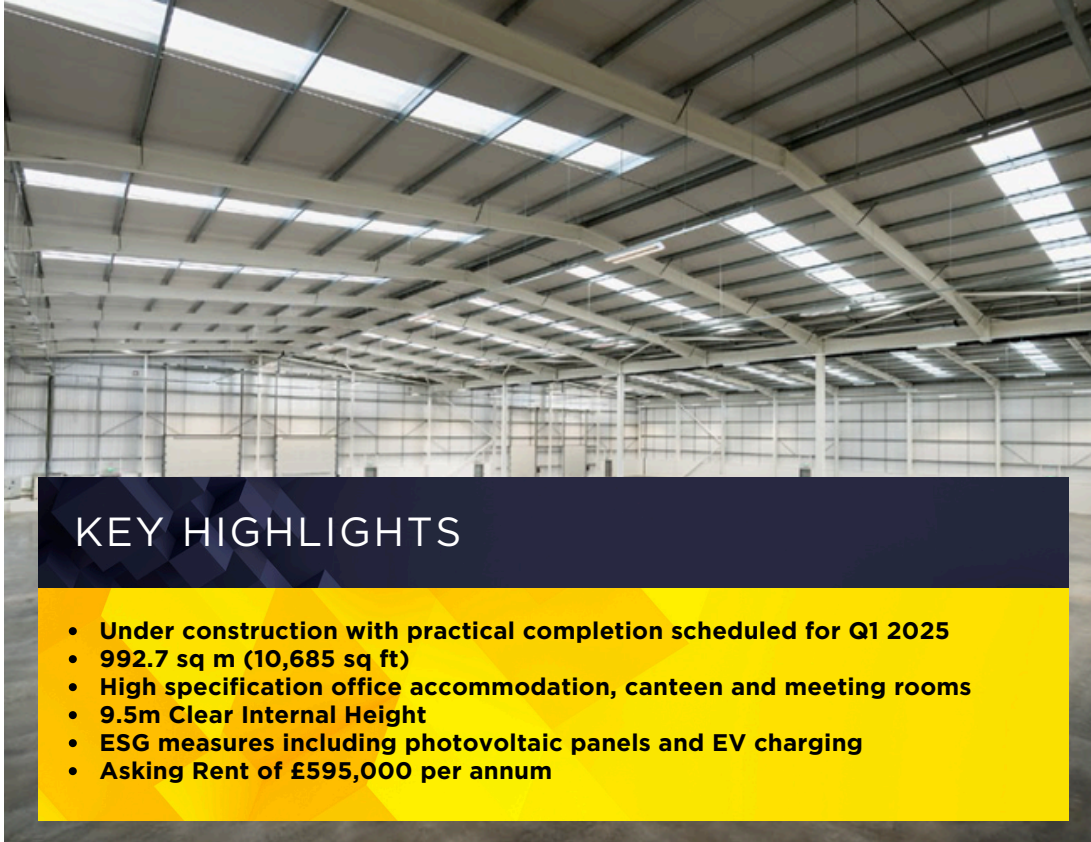 KEY HIGHLIGHTS
• Under construction with practical completion scheduled for Q1 2025
• 992.7 sq m (10,685 sq ft)
• High specification office accommodation, canteen and meeting rooms
• 9.5m Clear Internal Height
• ESG measures including photovoltaic panels and EV charging
• Asking Rent of £595,000 per annum